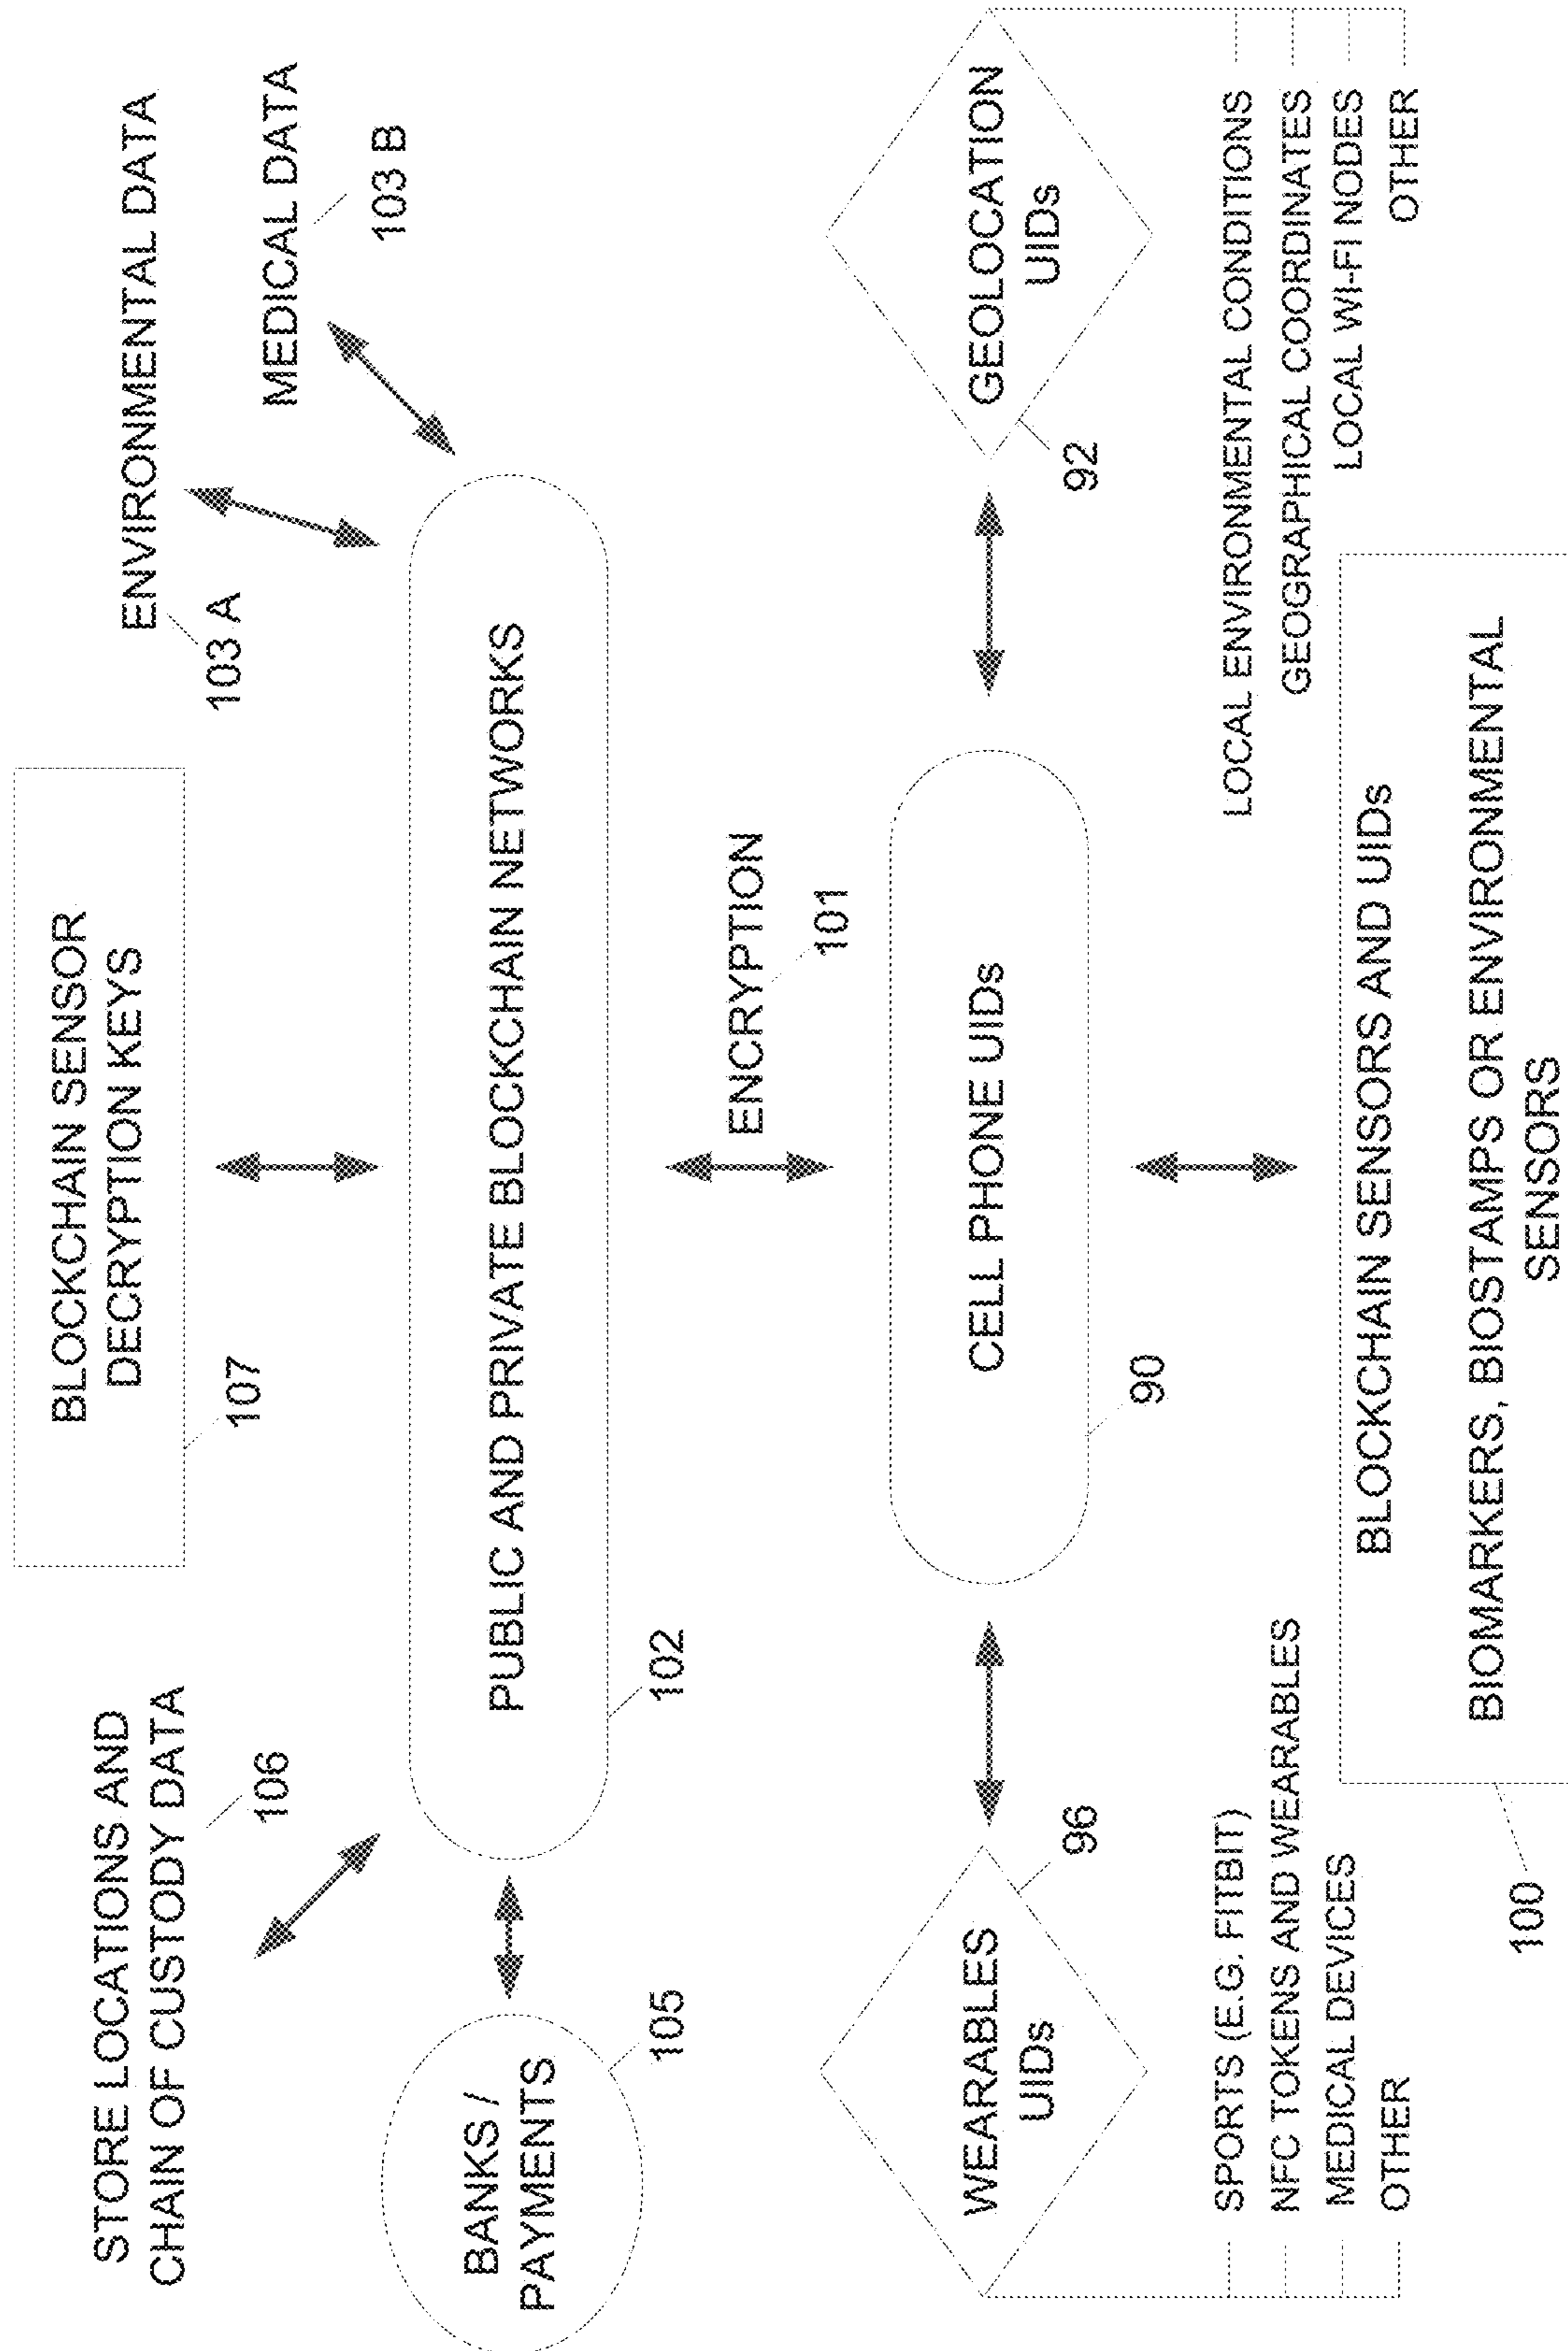 STORE LOCATIONS AND
CHAIN OF CUSTODY DATA
106
BLOCKCHAIN SENSOR
DECRYPTION KEYS
107
ENVIRONMENTAL DATA
103 A
MEDICAL DATA
103 B
BANKS /
PAYMENTS
105
PUBLIC AND PRIVATE BLOCKCHAIN NETWORKS
102
ENCRYPTION
101
WEARABLES
UIDs
96
CELL PHONE UIDs
90
GEOLOCATION
UIDs
92
SPORTS (E.G. FITBIT)
NFC TOKENS AND WEARABLES
MEDICAL DEVICES
OTHER
LOCAL ENVIRONMENTAL CONDITIONS
GEOGRAPHICAL COORDINATES
LOCAL WI-FI NODES
OTHER
BLOCKCHAIN SENSORS AND UIDs
BIOMARKERS, BIOSTAMPS OR ENVIRONMENTAL
SENSORS
100